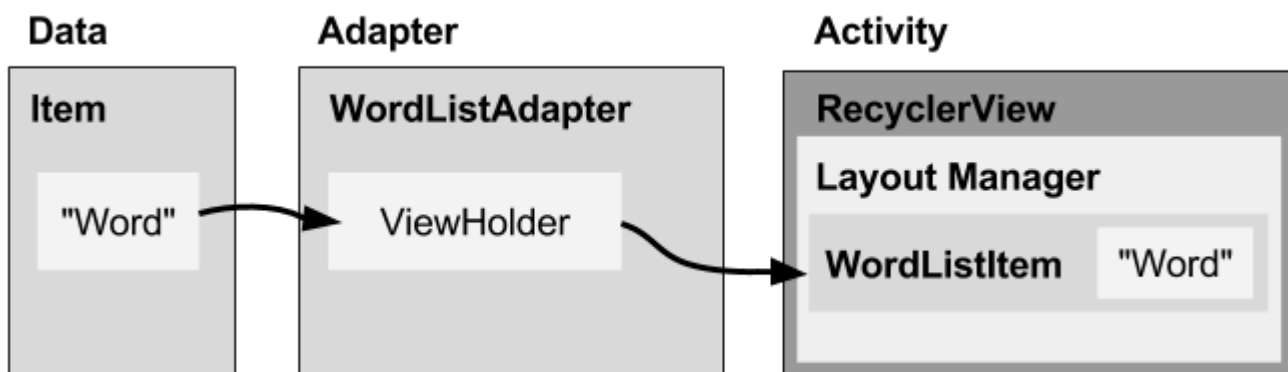 Data
Adapter
Activity
Item
WordListAdapter
RecyclerView
"Word"
ViewHolder
Layout Manager
WordListItem
"Word"